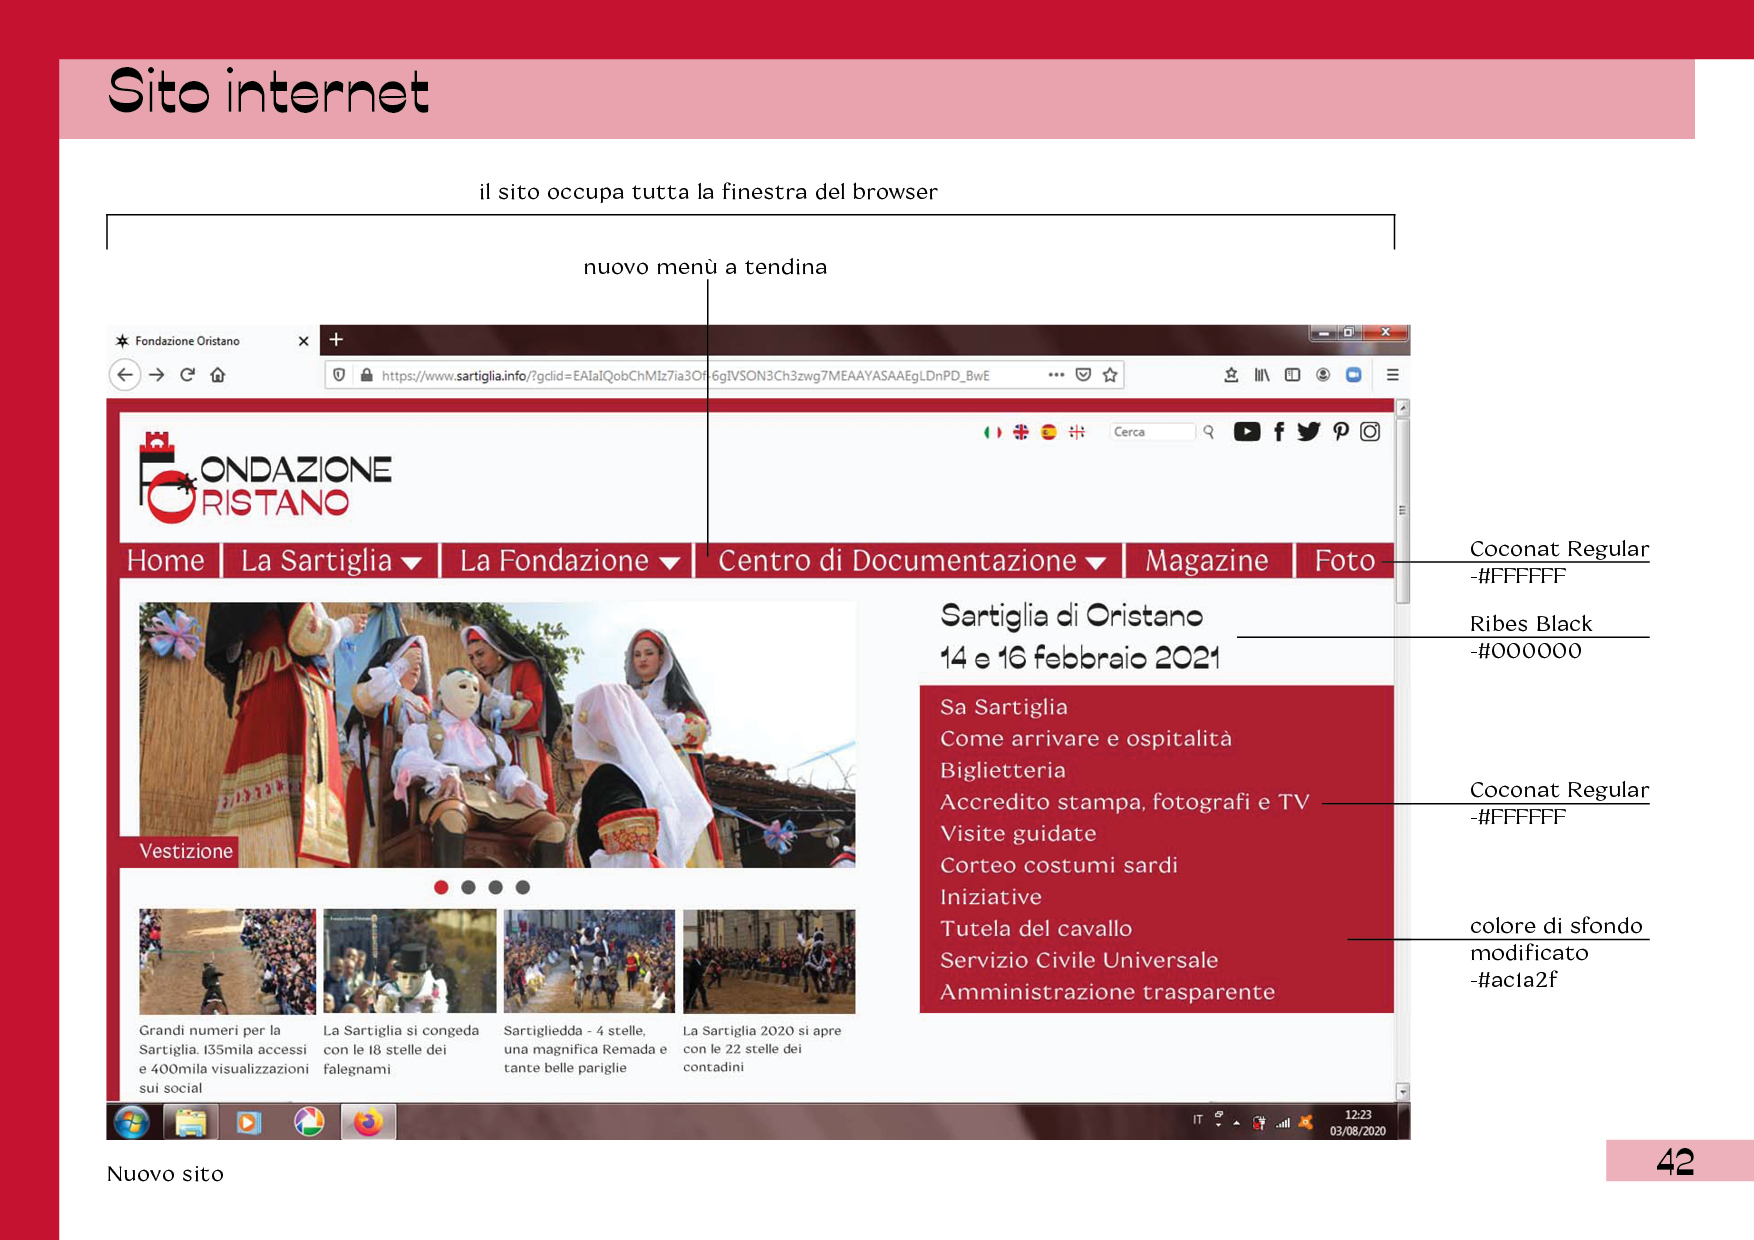 Sito internet
il sito occupa tutta la finestra del browser
nuovo menù a tendina
Fondazione Oristano
https://www.sartiglia.info/?gclid=EAIaIQobChMIz7ia3Of-6gIVSON3Ch3zwg7MEAAYASAAEgLDnPD_BwE
Cerca
FONDAZIONE
ORISTANO
Home
La Sartiglia
La Fondazione
Centro di Documentazione
Magazine
Foto
Coconat Regular
-#FFFFFF
Sartiglia di Oristano
14 e 16 febbraio 2021
Ribes Black
-#000000
Sa Sartiglia
Come arrivare e ospitalità
Biglietteria
Accredito stampa, fotografi e TV
Visite guidate
Corteo costumi sardi
Iniziative
Tutela del cavallo
Servizio Civile Universale
Amministrazione trasparente
Coconat Regular
-#FFFFFF
colore di sfondo
modificato
-#ac1a2f
Vestizione
Grandi numeri per la
Sartiglia. 135mila accessi
e 400mila visualizzazioni
sui social
La Sartiglia si congeda
con le 18 stelle dei
falegnami
Sartigliedda - 4 stelle,
una magnifica Remada e
tante belle pariglie
La Sartiglia 2020 si apre
con le 22 stelle dei
contadini
IT
12:23
03/08/2020
Nuovo sito
42